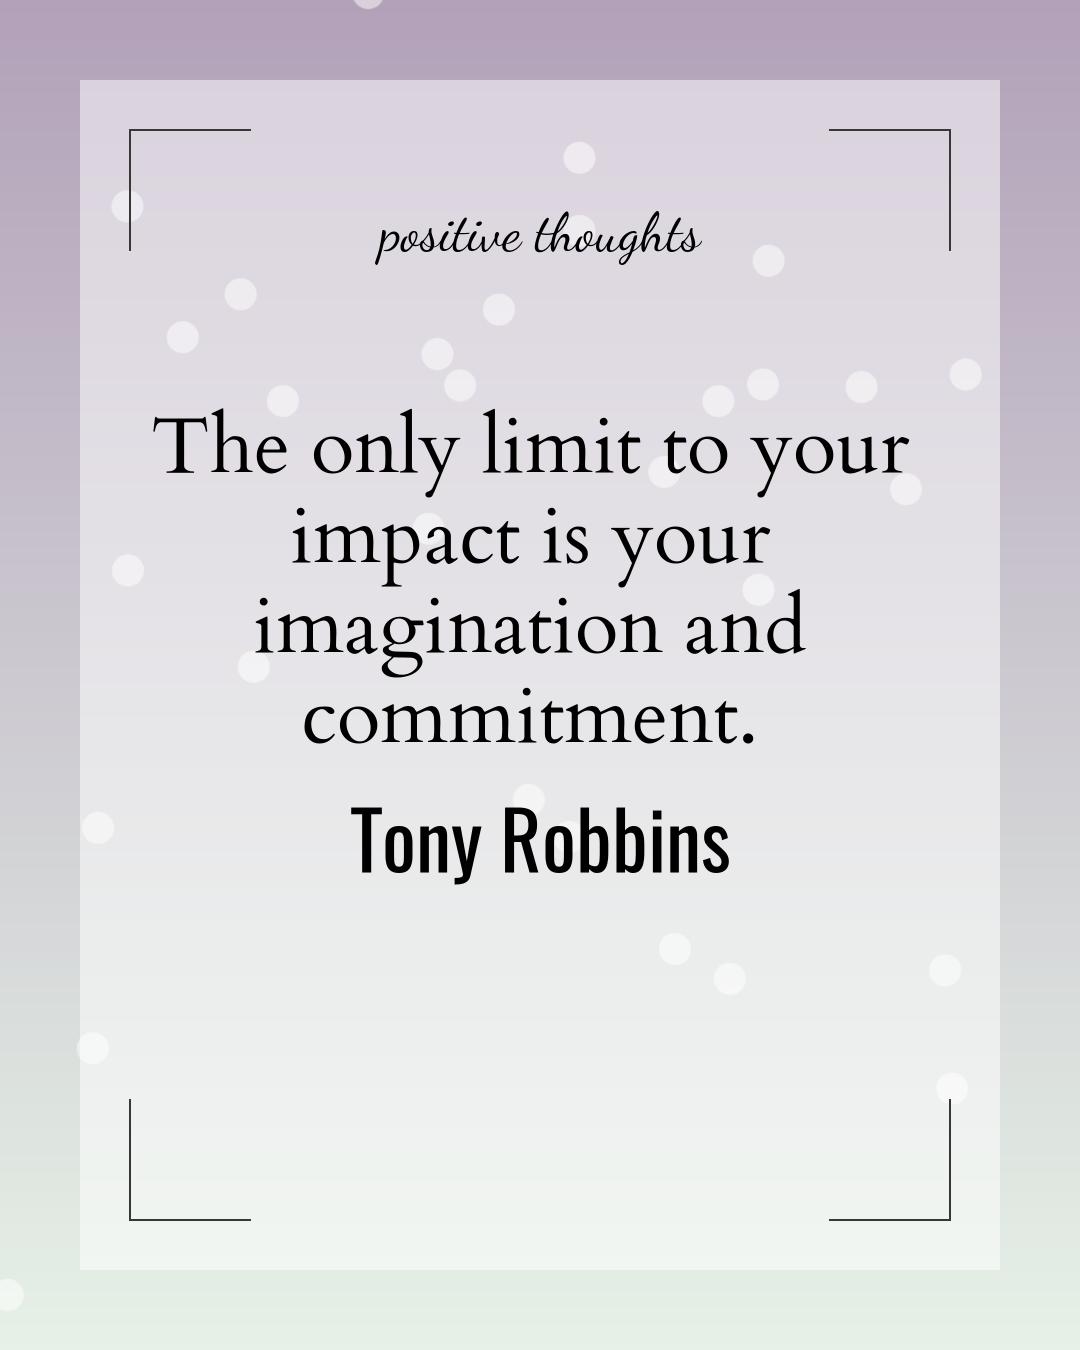 positive thoughts
The only limit to your
impact is your
imagination and
commitment.
Tony Robbins